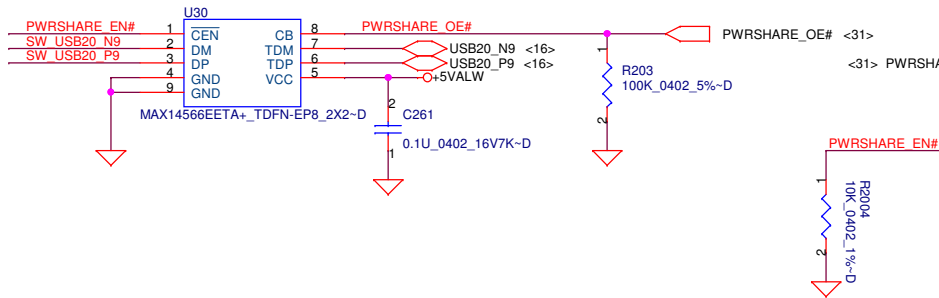 U30
PWRSHARE_EN# 1 CEN CB 8 PWRSHARE_OE# PWRSHARE_OE# <31>
SW_USB20_N9 2 DM TDM 7 USB20_N9 <16>
SW_USB20_P9 3 DP TDP 6 USB20_P9 <16> <31> PWRSHA
4 GND VCC 5 +5VALW
9 GND
MAX14566EETA+_TDFN-EP8_2X2~D
1
R203
100K_0402_5%~D
2
2
C261
0.1U_0402_16V7K~D
1
PWRSHARE_EN#
1
R2004
10K_0402_1%~D
2